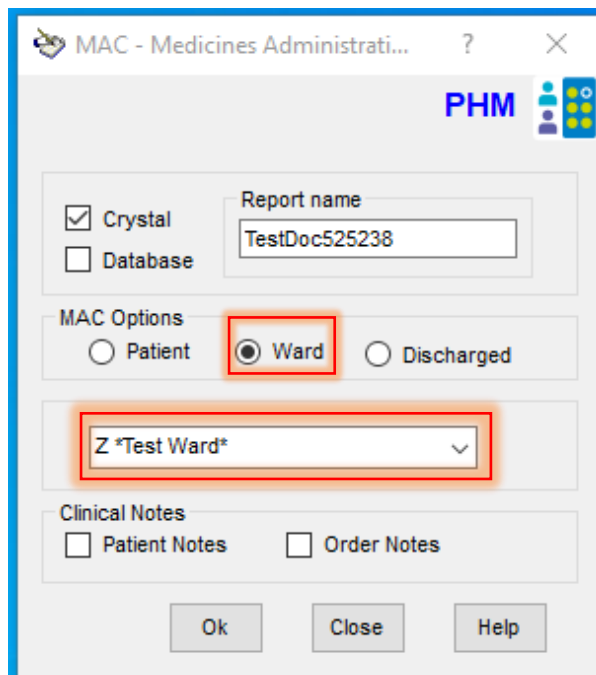 MAC - Medicines Administrati... ?
PHM
Crystal
Report name
TestDoc525238
Database
MAC Options
Patient Ward Discharged
Z *Test Ward*
Clinical Notes
Patient Notes Order Notes
Ok Close Help